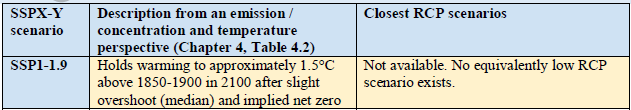 SSPX-Y scenario
Description from an emission / concentration and temperature perspective (Chapter 4, Table 4.2)
Closest RCP scenarios
SSP1-1.9
Holds warming to approximately 1.5°C
above 1850-1900 in 2100 after slight
overshoot (median) and implied net zero
Not available. No equivalently low RCP
scenario exists.